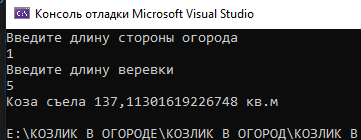 Консоль отладки Microsoft Visual Studio
Введите длину стороны огорода
1
Введите длину веревки
5
Коза съела 137,11301619226748 кв.м
E:\КОЗЛИК В ОГОРОДЕ\КОЗЛИК В ОГОРОД\КОЗЛИК В